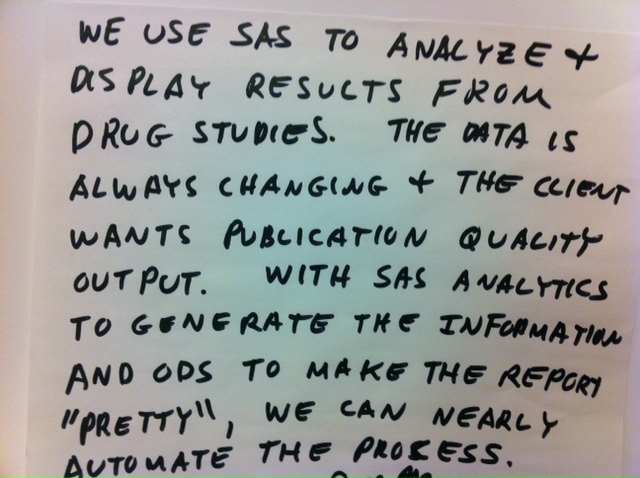 WE USE SAS TO ANALYZE +
DISPLAY RESULTS FROM
DRUG STUDIES. THE DATA IS
ALWAYS CHANGING + THE CLIENT
WANTS PUBLICATION QUALITY
OUTPUT. WITH SAS ANALYTICS
TO GENERATE THE INFORMATION
AND ODS TO MAKE THE REPORT
"PRETTY", WE CAN NEARLY
AUTOMATE THE PROCESS.